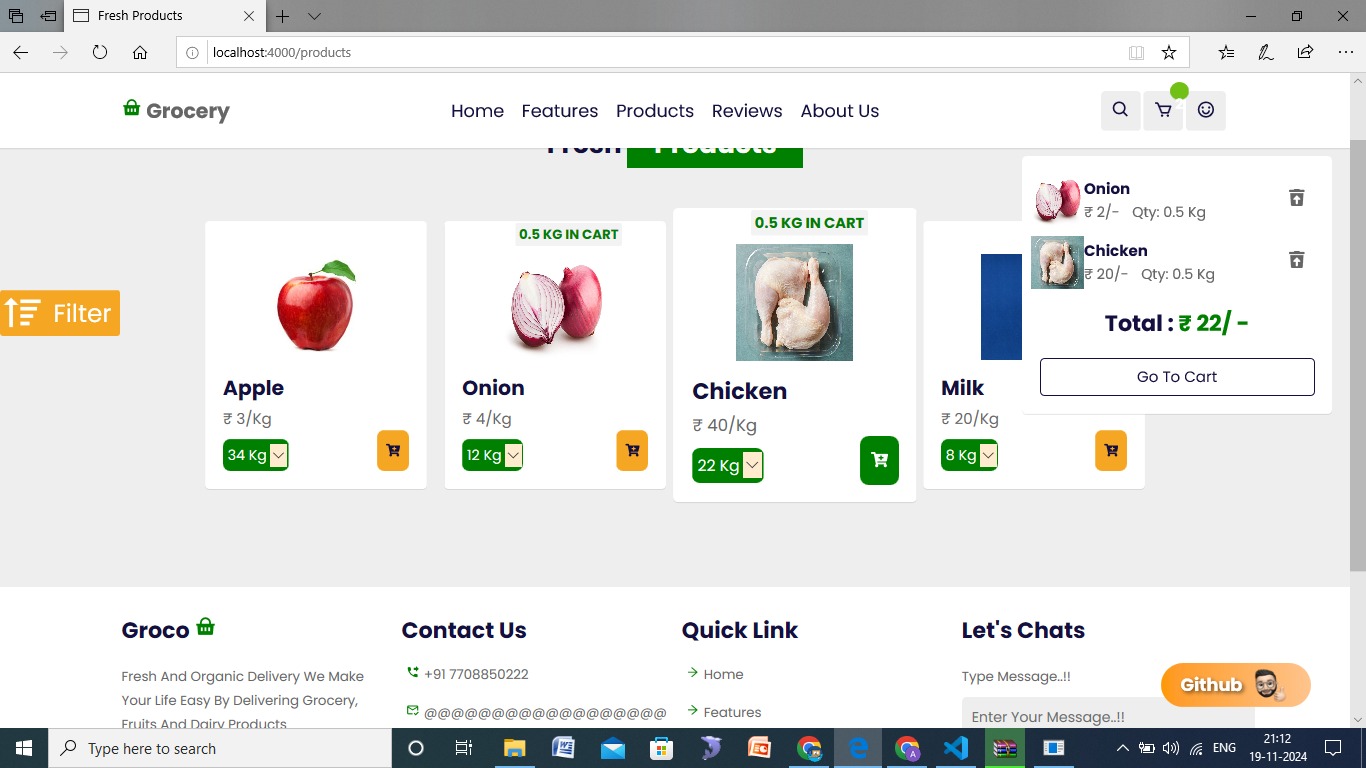 Fresh Products
localhost:4000/products
Grocery
Home Features Products Reviews About Us
Fresh Products
Onion
₹ 2/- Qty: 0.5 Kg
Chicken
₹ 20/- Qty: 0.5 Kg
Total : ₹ 22/ -
Go To Cart
Filter
Apple
₹ 3/Kg
34 Kg
0.5 KG IN CART
Onion
₹ 4/Kg
12 Kg
0.5 KG IN CART
Chicken
₹ 40/Kg
22 Kg
Milk
₹ 20/Kg
8 Kg
Groco
Fresh And Organic Delivery We Make
Your Life Easy By Delivering Grocery,
Fruits And Dairy Products
Contact Us
+91 7708850222
@@@@@@@@@@@@@@@@@@
Quick Link
Home
Features
Let's Chats
Type Message..!!
Enter Your Message..!!
Github
Type here to search
ENG
21:12
19-11-2024